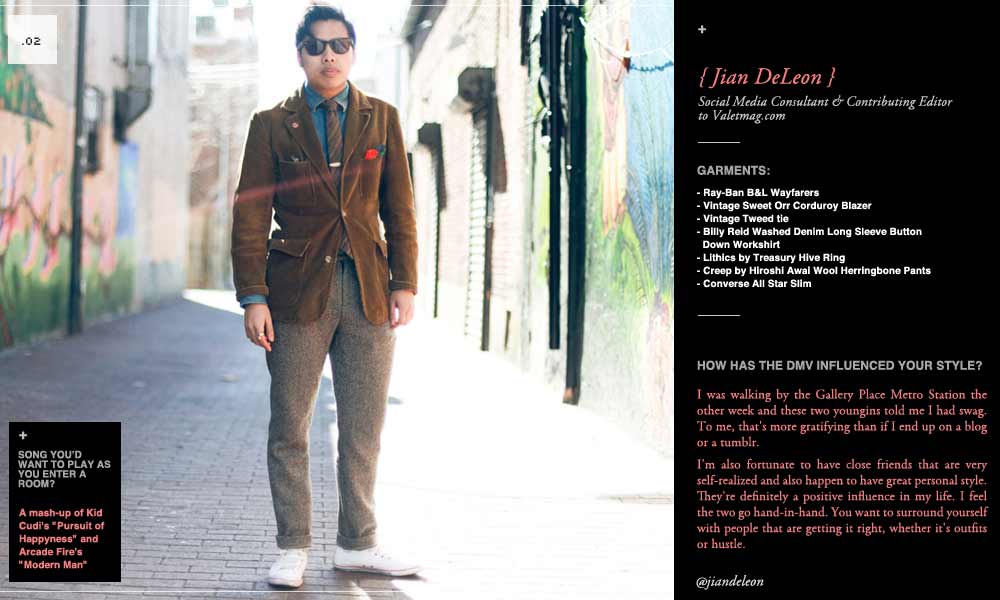 .02
+
{ Jian DeLeon }
Social Media Consultant & Contributing Editor
to Valetmag.com
GARMENTS:
- Ray-Ban B&L Wayfarers
- Vintage Sweet Orr Corduroy Blazer
- Vintage Tweed tie
- Billy Reid Washed Denim Long Sleeve Button
Down Workshirt
- Lithics by Treasury Hive Ring
- Creep by Hiroshi Awai Wool Herringbone Pants
- Converse All Star Slim
HOW HAS THE DMV INFLUENCED YOUR STYLE?
I was walking by the Gallery Place Metro Station the
other week and these two youngins told me I had swag.
To me, that's more gratifying than if I end up on a blog
or a tumblr.
I'm also fortunate to have close friends that are very
self-realized and also happen to have great personal style.
They're definitely a positive influence in my life. I feel
the two go hand-in-hand. You want to surround yourself
with people that are getting it right, whether it's outfits
or hustle.
@jiandeleon
+
SONG YOU'D
WANT TO PLAY AS
YOU ENTER A
ROOM?
A mash-up of Kid
Cudi's "Pursuit of
Happyness" and
Arcade Fire's
"Modern Man"